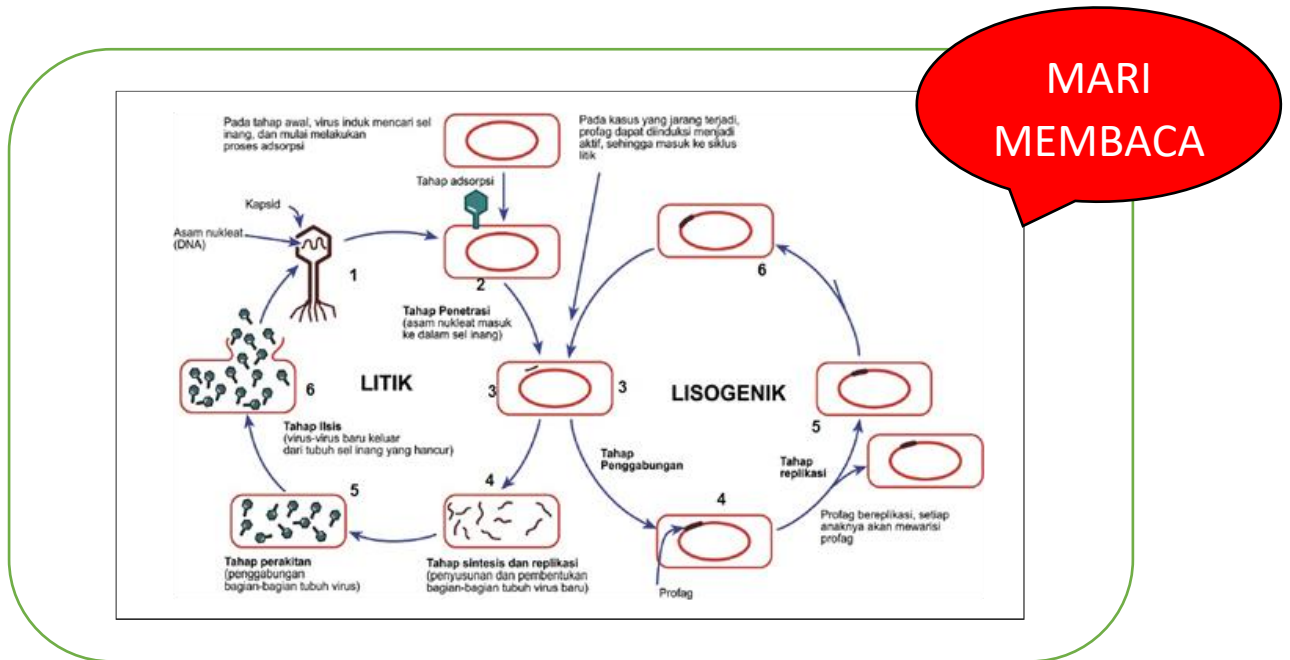 MARI
MEMBACA
Pada tahap awal, virus induk mencari sel
inang, dan mulai melakukan
proses adsorpsi
Pada kasus yang jarang terjadi,
profag dapat diinduksi menjadi
aktif, sehingga masuk ke siklus
litik
Tahap adsorpsi
Kapsid
Asam nukleat
(DNA)
1
2
Tahap Penetrasi
(asam nukleat masuk
ke dalam sel inang)
6
LITIK
3
3
LISOGENIK
6
Tahap lisis
(virus-virus baru keluar
dari tubuh sel inang yang hancur)
5
Tahap
Penggabungan
Tahap
replikasi
5
4
4
Profag bereplikasi, setiap
anaknya akan mewarisi
profag
Tahap perakitan
(penggabungan
bagian-bagian tubuh virus)
Tahap sintesis dan replikasi
(penyusunan dan pembentukan
bagian-bagian tubuh virus baru)
Profag